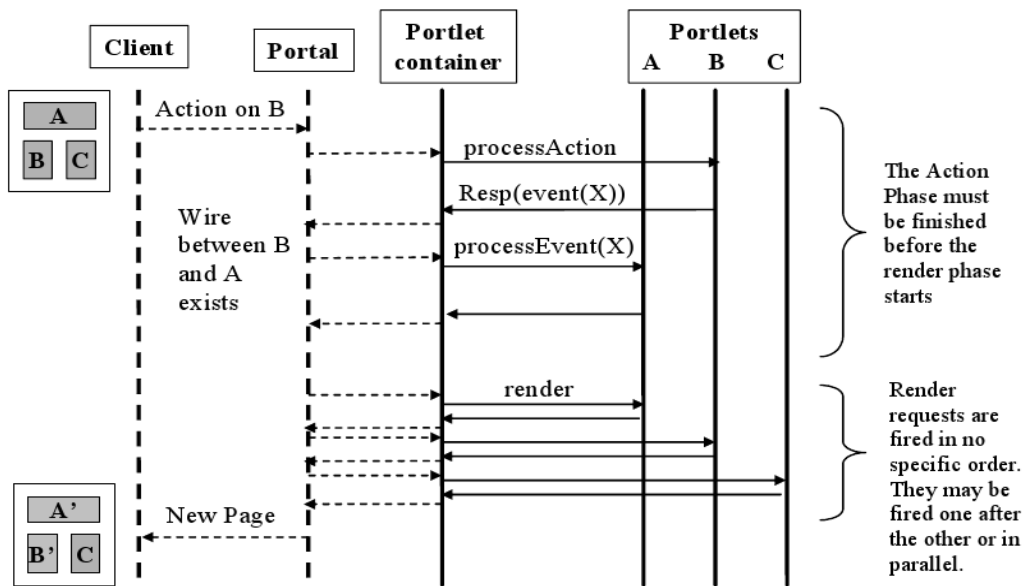 Client
Portal
Portlet
container
Portlets
A B C
A
B C
Action on B
processAction
Resp(event(X))
Wire
between B
and A
exists
processEvent(X)
The Action
Phase must
be finished
before the
render phase
starts
render
Render
requests are
fired in no
specific order.
They may be
fired one after
the other or in
parallel.
A'
B' C
New Page